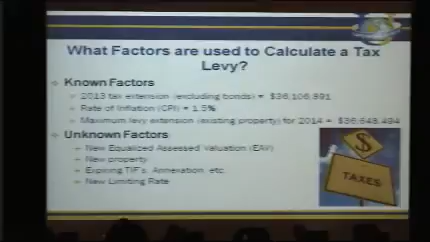 What Factors are used to Calculate a Tax
Levy?
Known Factors
2013 tax extension (excluding bonds) = $36,106,891
Rate of Inflation (CPI) = 1.5%
Maximum levy extension (existing property) for 2014 = $36,648,494
Unknown Factors
New Equalized Assessed Valuation (EAV)
New property
Expiring TIF's, Annexation, etc.
New Limiting Rate
$
TAXES